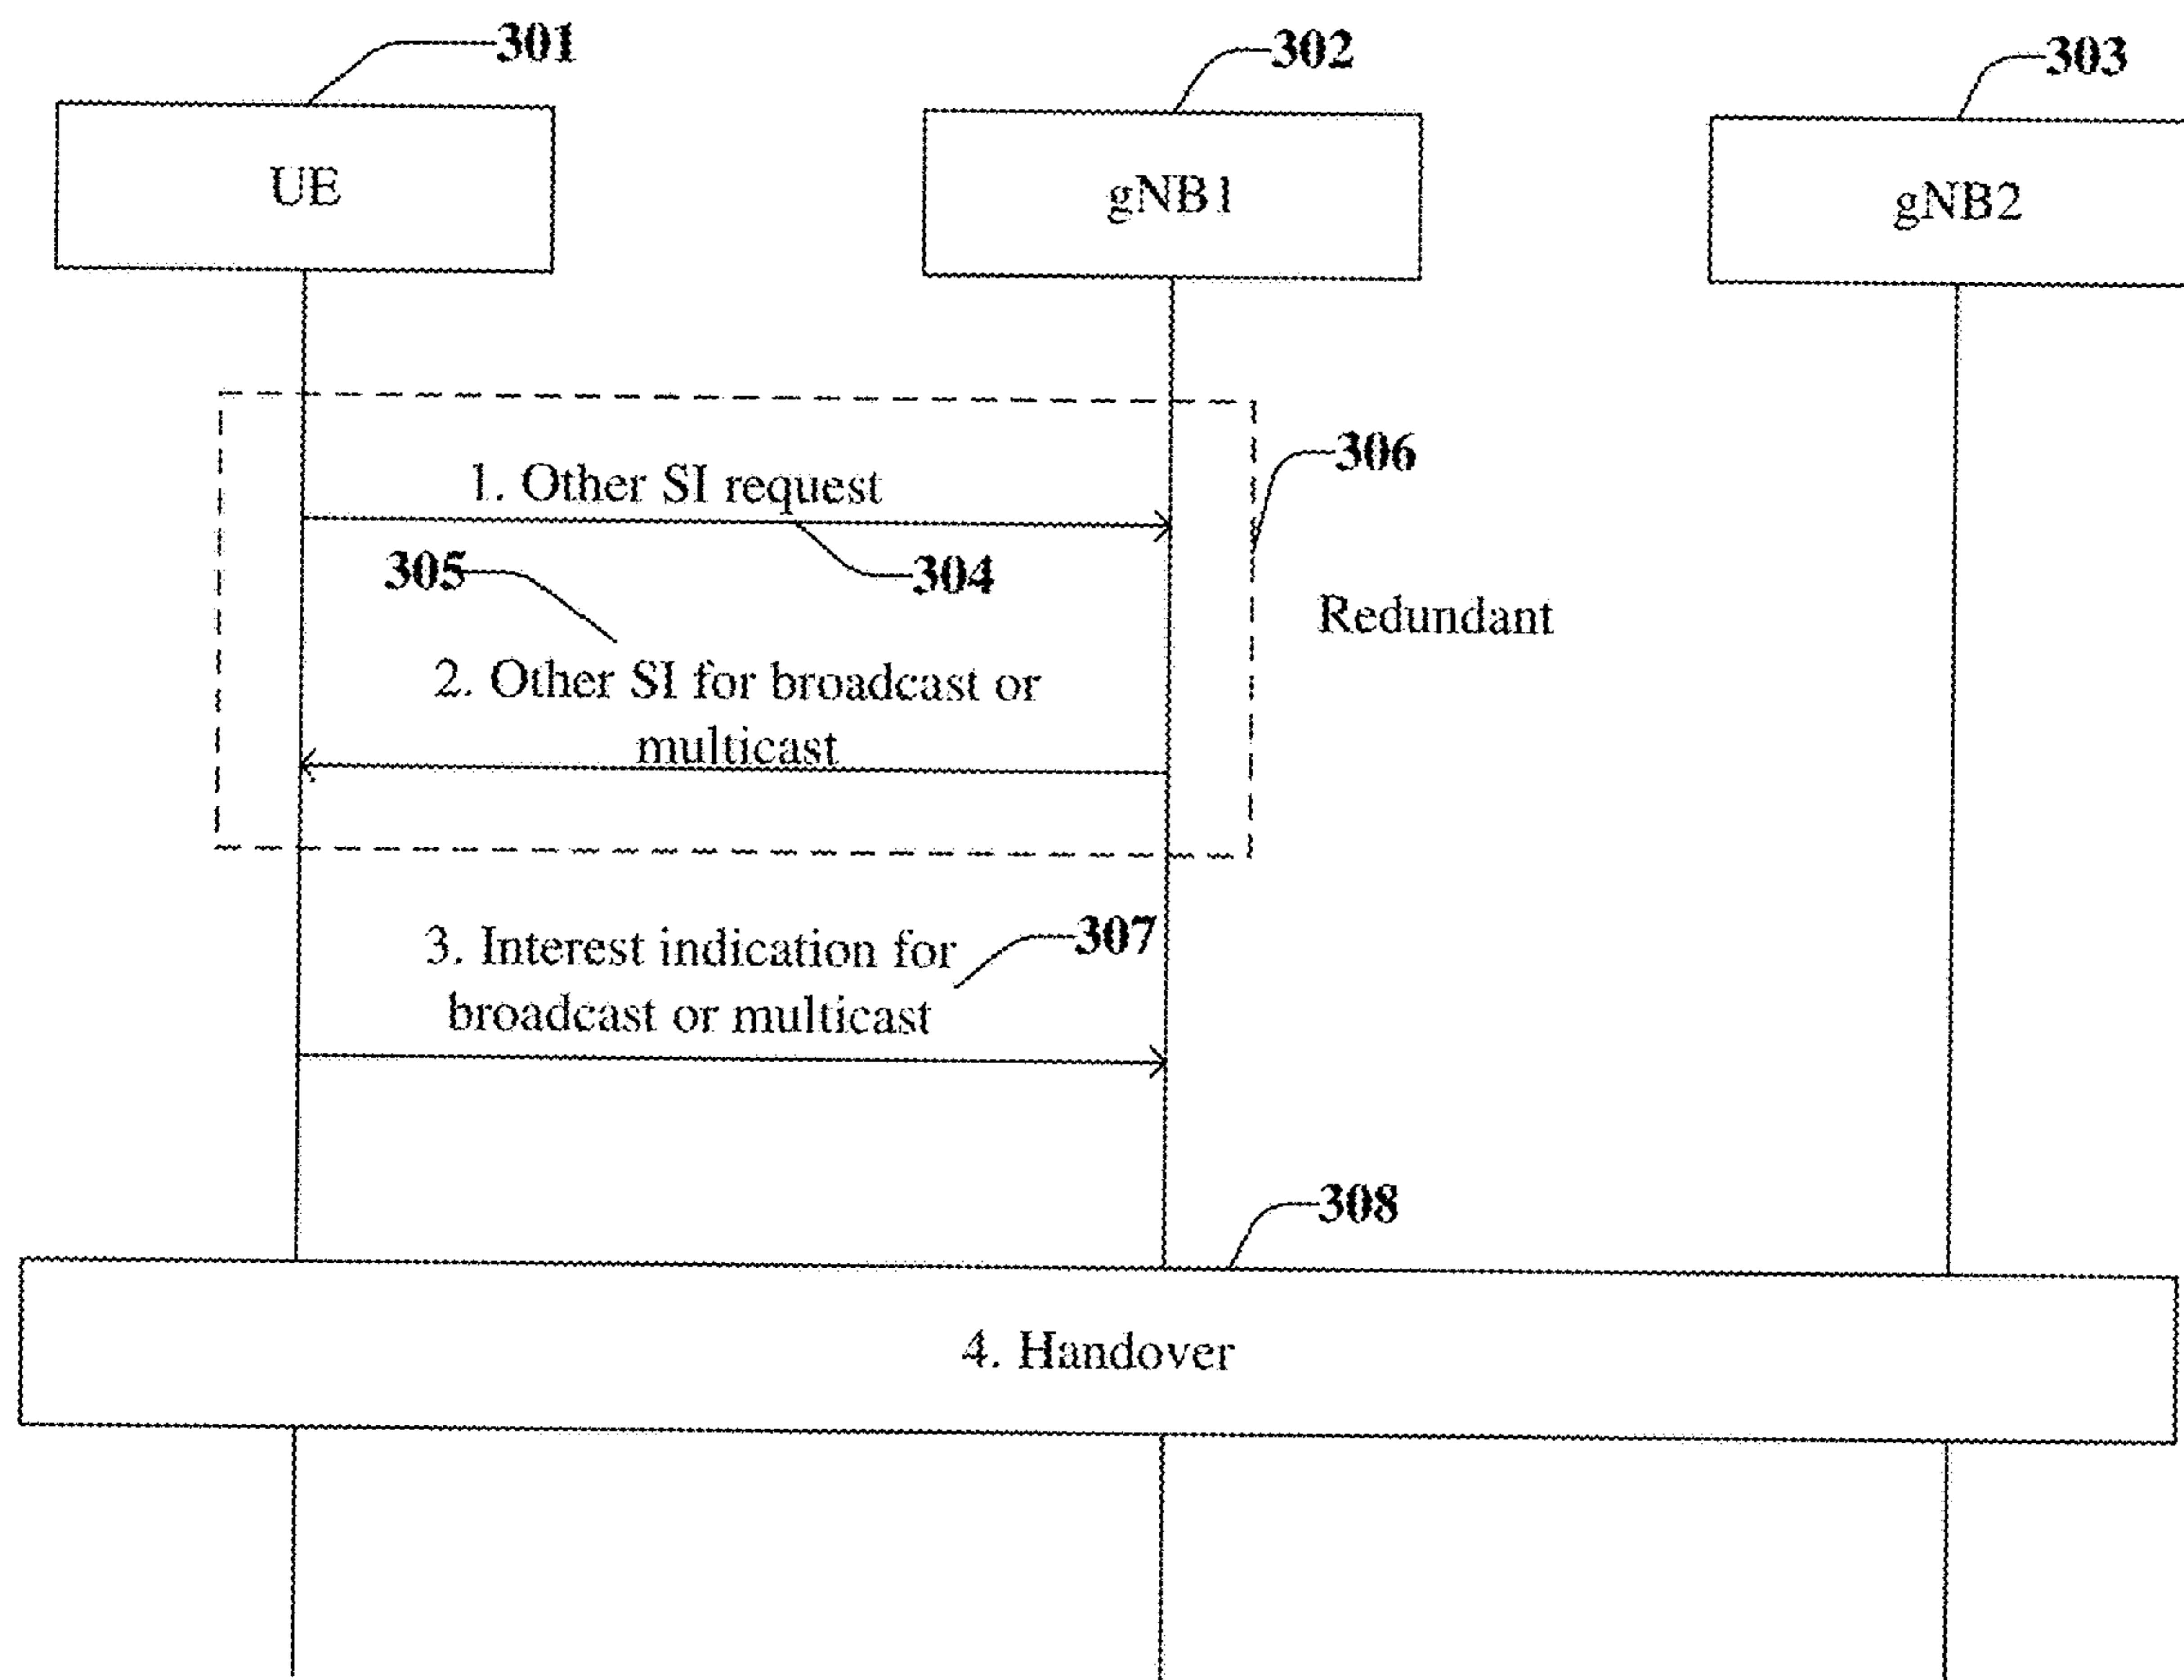 301
302
303
UE
gNB1
gNB2
306
1. Other SI request
305
304
Redundant
2. Other SI for broadcast or
multicast
307
3. Interest indication for
broadcast or multicast
308
4. Handover